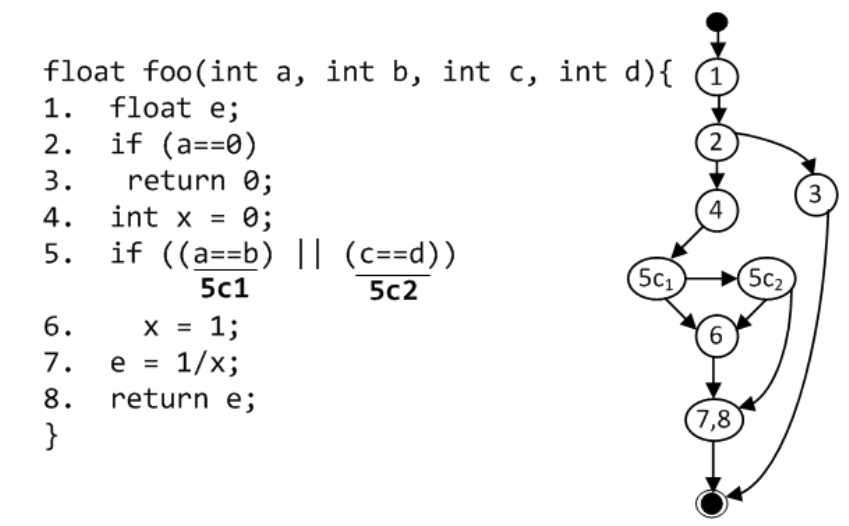 float foo(int a, int b, int c, int d){
1. float e;
2. if (a==0)
3. return 0;
4. int x = 0;
5. if ((a==b) || (c==d))
5c1 5c2
6. x = 1;
7. e = 1/x;
8. return e;
}
1
2
3
4
5c₁ 5c₂
6
7,8